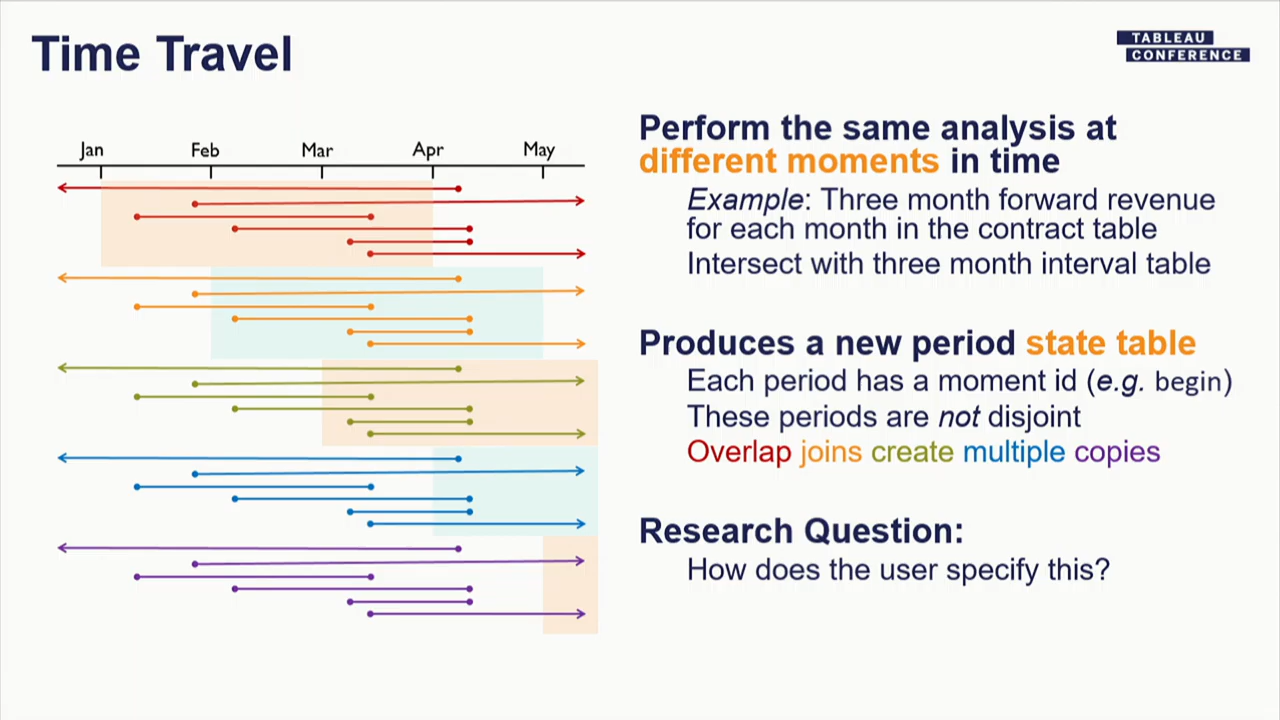 Time Travel
TABLEAU
CONFERENCE
Jan Feb Mar Apr May
Perform the same analysis at
different moments in time
Example: Three month forward revenue
for each month in the contract table
Intersect with three month interval table
Produces a new period state table
Each period has a moment id (e.g. begin)
These periods are not disjoint
Overlap joins create multiple copies
Research Question:
How does the user specify this?